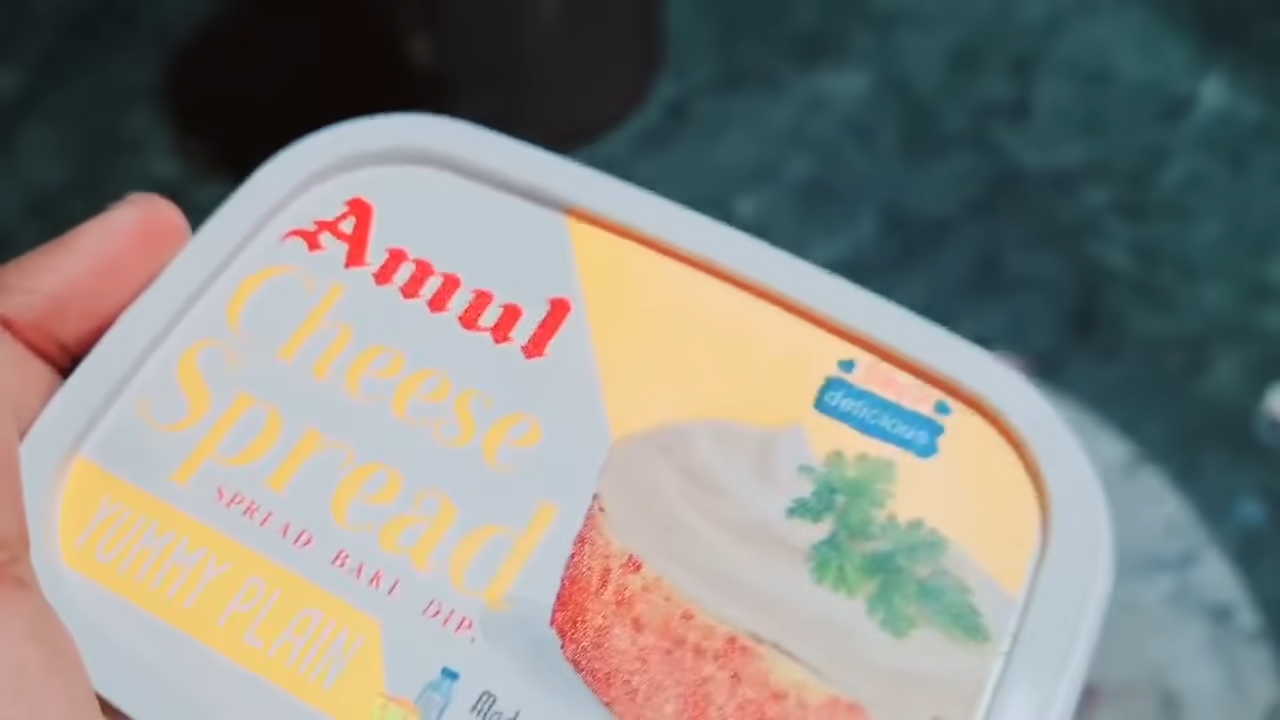 Amul
Cheese
Spread
SPREAD BAKE DIP.
YUMMY PLAIN
delicious